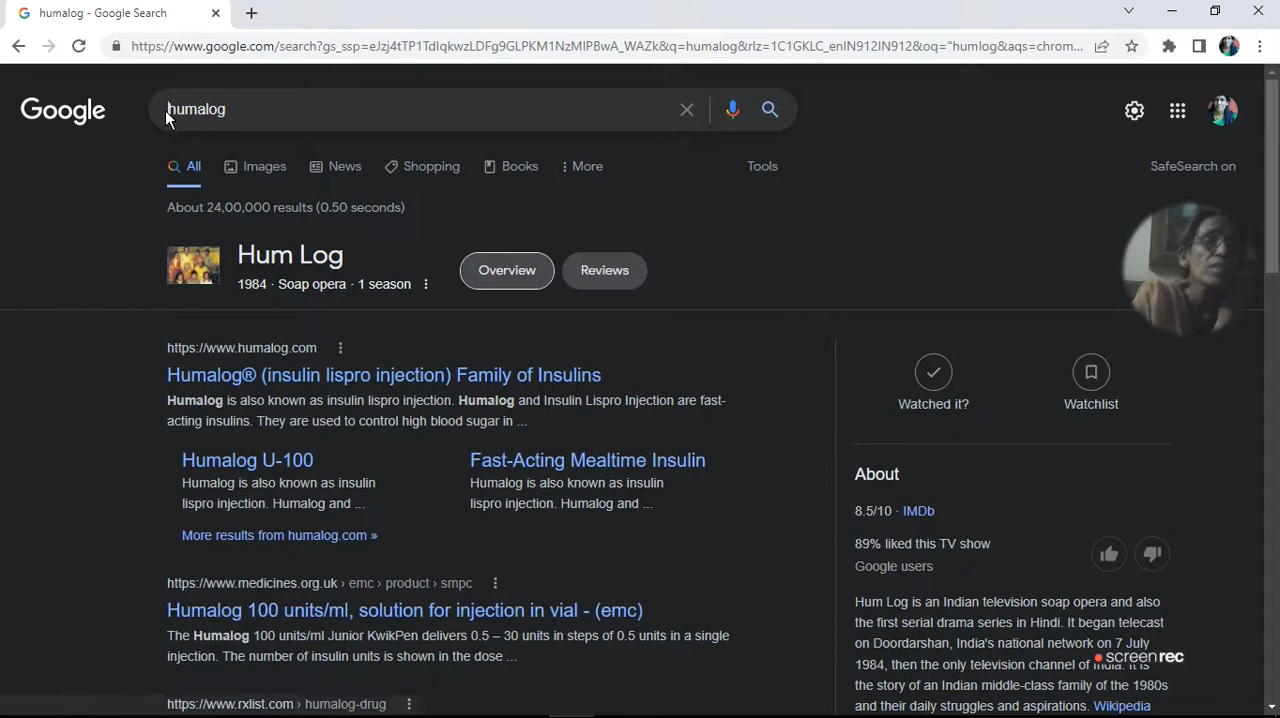 humalog - Google Search
https://www.google.com/search?gs_ssp=eJzj4tTP1TdIqkwzLDFg9GLPKM1NzMIPBwA_WAZk&q=humalog&rlz=1C1GKLC_enIN912IN912&oq="humlog&aqs=chrom...
Google
humalog
All
Images
News
Shopping
Books
More
Tools
SafeSearch on
About 24,00,000 results (0.50 seconds)
Hum Log
1984 · Soap opera · 1 season
Overview
Reviews
https://www.humalog.com
Humalog® (insulin lispro injection) Family of Insulins
Humalog is also known as insulin lispro injection. Humalog and Insulin Lispro Injection are fast-
acting insulins. They are used to control high blood sugar in ...
Humalog U-100
Humalog is also known as insulin
lispro injection. Humalog and ...
Fast-Acting Mealtime Insulin
Humalog is also known as insulin
lispro injection. Humalog and ...
More results from humalog.com »
https://www.medicines.org.uk › emc › product › smpc
Humalog 100 units/ml, solution for injection in vial - (emc)
The Humalog 100 units/ml Junior KwikPen delivers 0.5 – 30 units in steps of 0.5 units in a single
injection. The number of insulin units is shown in the dose ...
https://www.rxlist.com › humalog-drug
Watched it?
Watchlist
About
8.5/10 · IMDb
89% liked this TV show
Google users
Hum Log is an Indian television soap opera and also
the first serial drama series in Hindi. It began telecast
on Doordarshan, India's national network on 7 July
1984, then the only television channel of India. It is
the story of an Indian middle-class family of the 1980s
and their daily struggles and aspirations. Wikipedia
screenrec